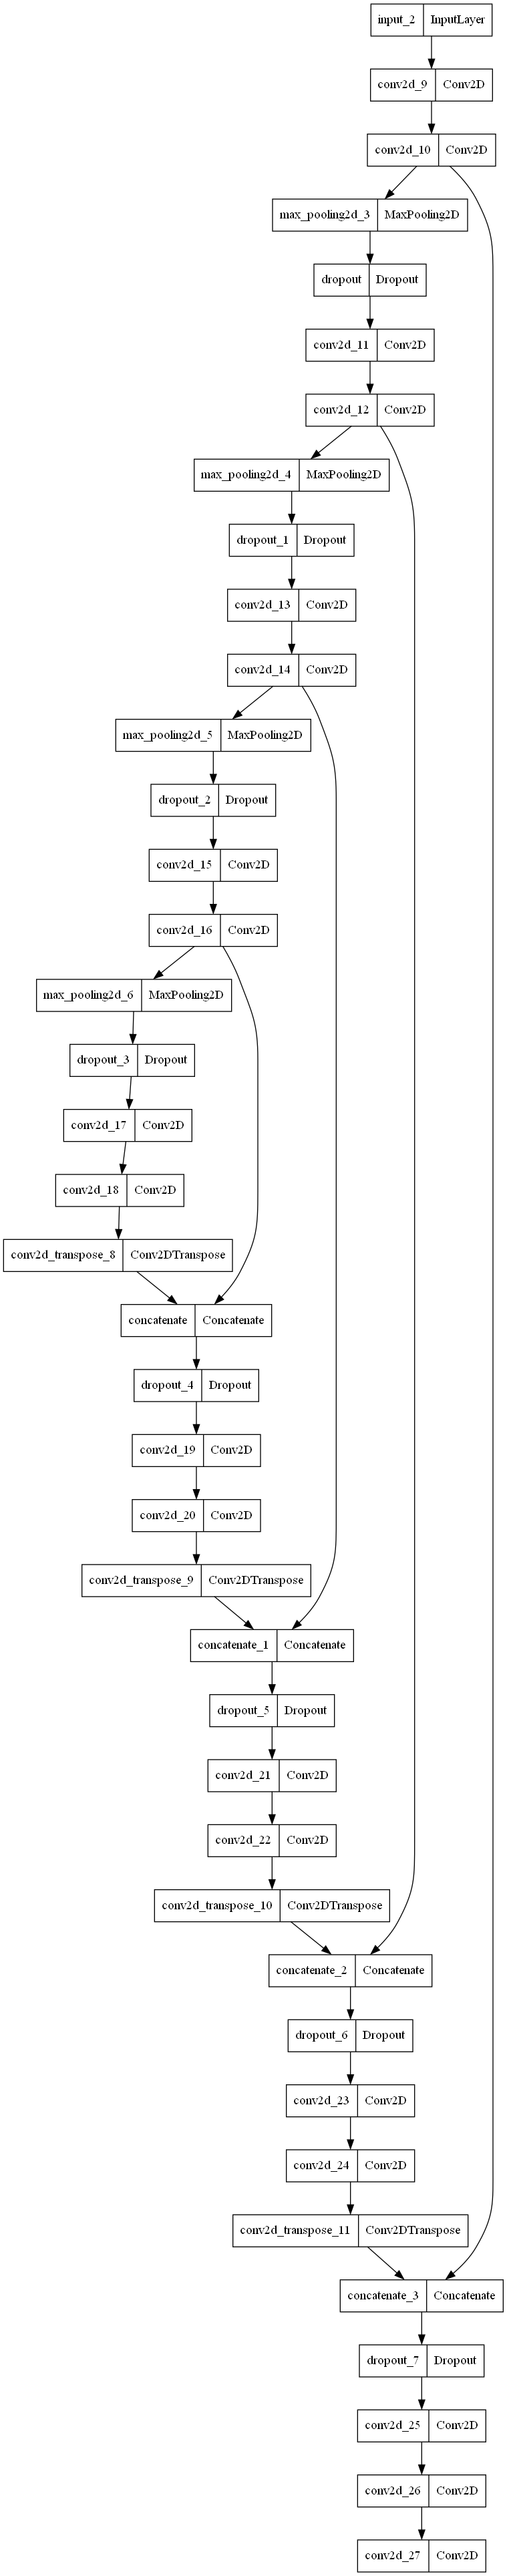 input_2 InputLayer
conv2d_9 Conv2D
conv2d_10 Conv2D
max_pooling2d_3 MaxPooling2D
dropout Dropout
conv2d_11 Conv2D
conv2d_12 Conv2D
max_pooling2d_4 MaxPooling2D
dropout_1 Dropout
conv2d_13 Conv2D
conv2d_14 Conv2D
max_pooling2d_5 MaxPooling2D
dropout_2 Dropout
conv2d_15 Conv2D
conv2d_16 Conv2D
max_pooling2d_6 MaxPooling2D
dropout_3 Dropout
conv2d_17 Conv2D
conv2d_18 Conv2D
conv2d_transpose_8 Conv2DTranspose
concatenate Concatenate
dropout_4 Dropout
conv2d_19 Conv2D
conv2d_20 Conv2D
conv2d_transpose_9 Conv2DTranspose
concatenate_1 Concatenate
dropout_5 Dropout
conv2d_21 Conv2D
conv2d_22 Conv2D
conv2d_transpose_10 Conv2DTranspose
concatenate_2 Concatenate
dropout_6 Dropout
conv2d_23 Conv2D
conv2d_24 Conv2D
conv2d_transpose_11 Conv2DTranspose
concatenate_3 Concatenate
dropout_7 Dropout
conv2d_25 Conv2D
conv2d_26 Conv2D
conv2d_27 Conv2D